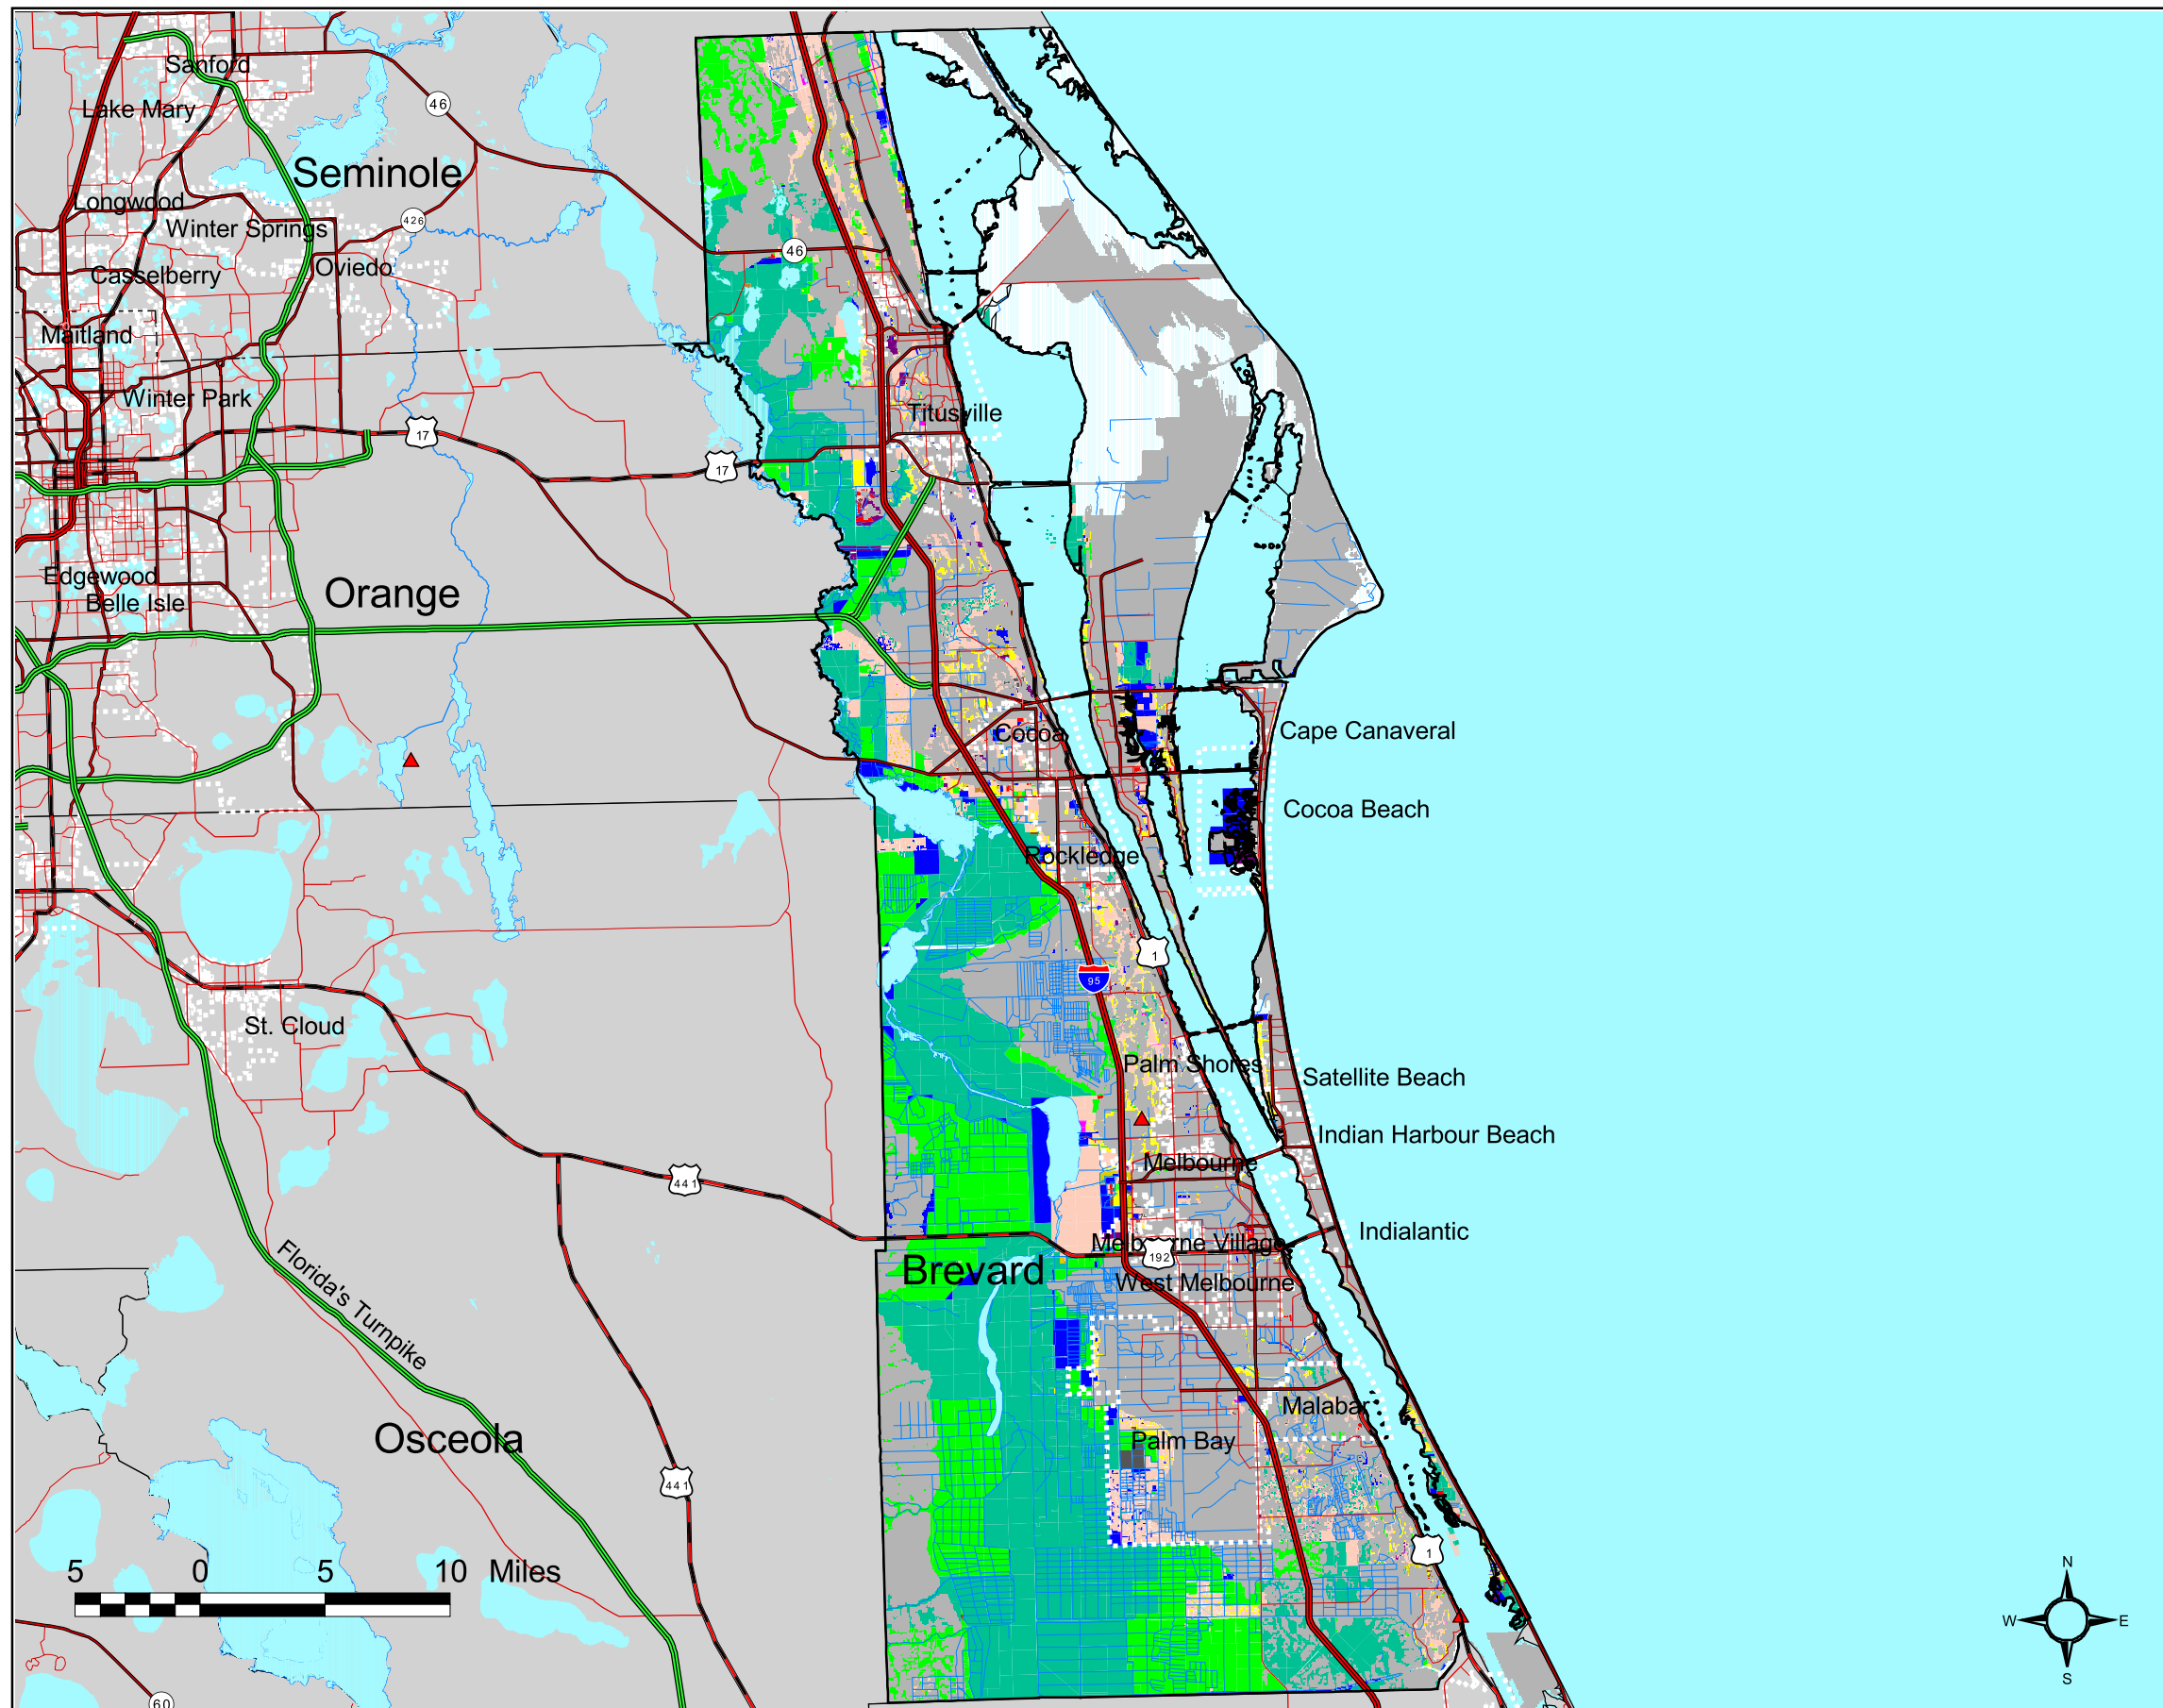 Sanford
Lake Mary
46
Seminole
Longwood
426
Winter Springs
46
Oviedo
Casselberry
Maitland
Winter Park
Titusville
17
17
Edgewood
Orange
Belle Isle
Cape Canaveral
Cocoa
Cocoa Beach
Rockledge
1
95
St. Cloud
Palm Shores
Satellite Beach
Indian Harbour Beach
Melbourne
441
Indialantic
Melbourne Village
192
Brevard
West Melbourne
Florida's Turnpike
Malabar
Osceola
Palm Bay
441
1
5 0 5 10 Miles
N
W E
S
60